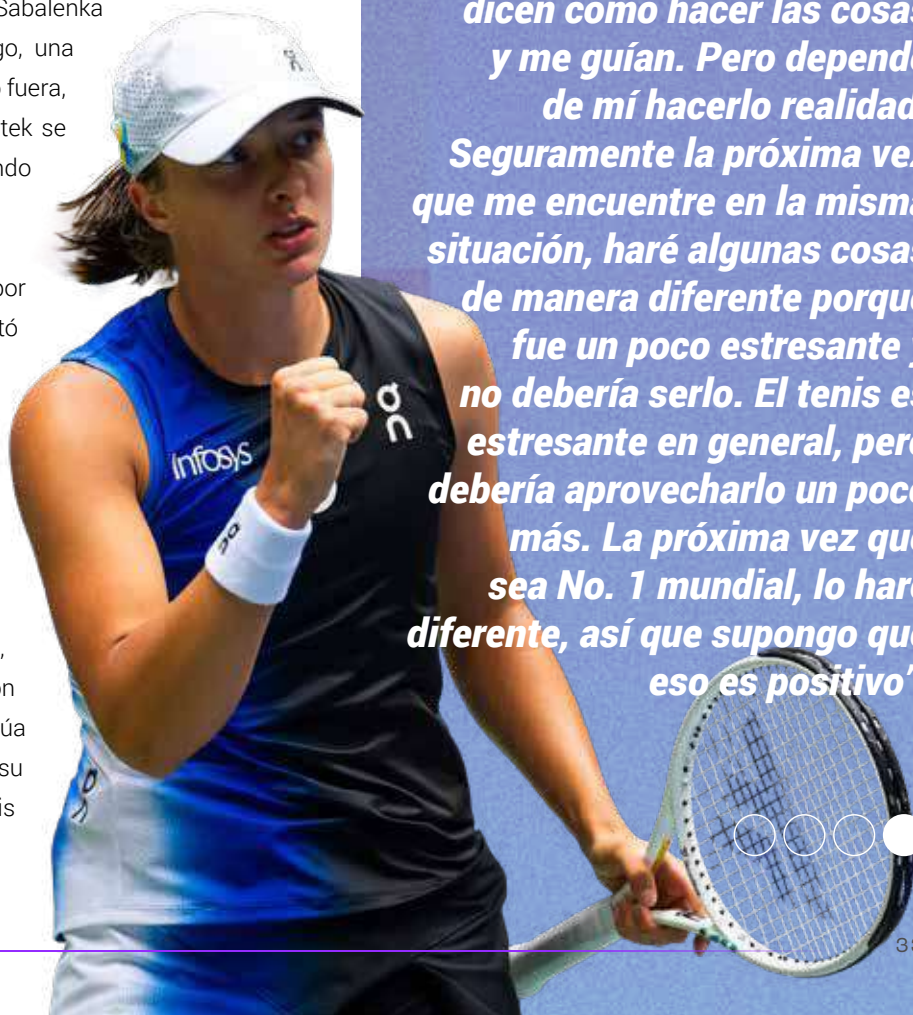 Sabalenka
go, una
fuera,
tek se
ndo
por
tó
,
ón
úa
su
is
dicen cómo hacer las cosas
y me guían. Pero depende
de mí hacerlo realidad.
Seguramente la próxima vez
que me encuentre en la misma
situación, haré algunas cosas
de manera diferente porque
fue un poco estresante y
no debería serlo. El tenis es
estresante en general, pero
debería aprovecharlo un poco
más. La próxima vez que
sea No. 1 mundial, lo haré
diferente, así que supongo que
eso es positivo”
Infosys
on
on
on
33